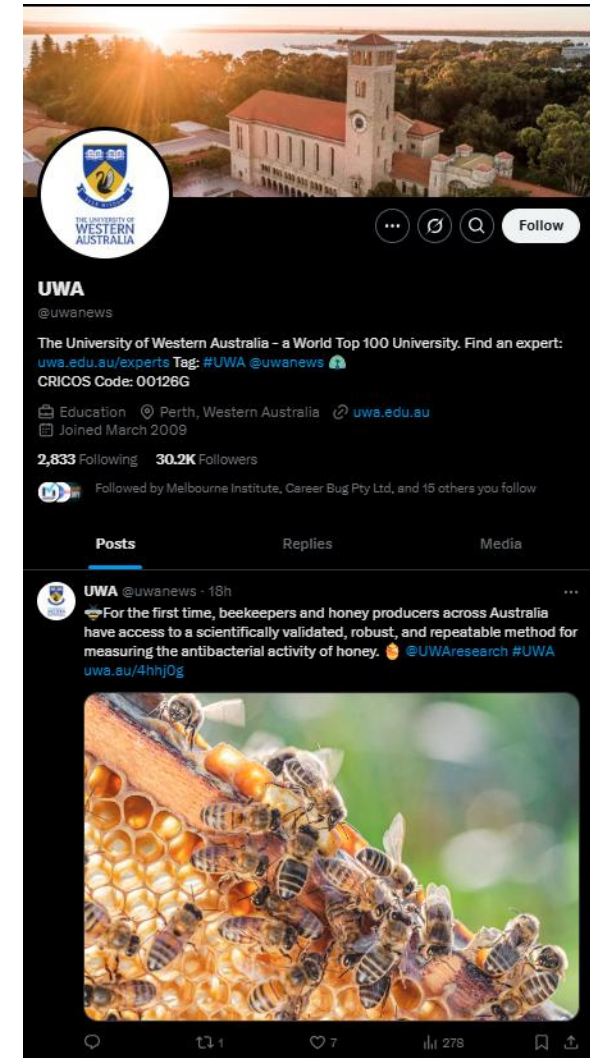 THE UNIVERSITY OF
WESTERN
AUSTRALIA
Follow
UWA
@uwanews
The University of Western Australia – a World Top 100 University. Find an expert:
uwa.edu.au/experts Tag: #UWA @uwanews
CRICOS Code: 00126G
Education Perth, Western Australia uwa.edu.au
Joined March 2009
2,833 Following 30.2K Followers
Followed by Melbourne Institute, Career Bug Pty Ltd, and 15 others you follow
Posts Replies Media
UWA @uwanews · 18h
🐝For the first time, beekeepers and honey producers across Australia
have access to a scientifically validated, robust, and repeatable method for
measuring the antibacterial activity of honey. 🍯 @UWAresearch #UWA
uwa.au/4hhj0g
1 7 278